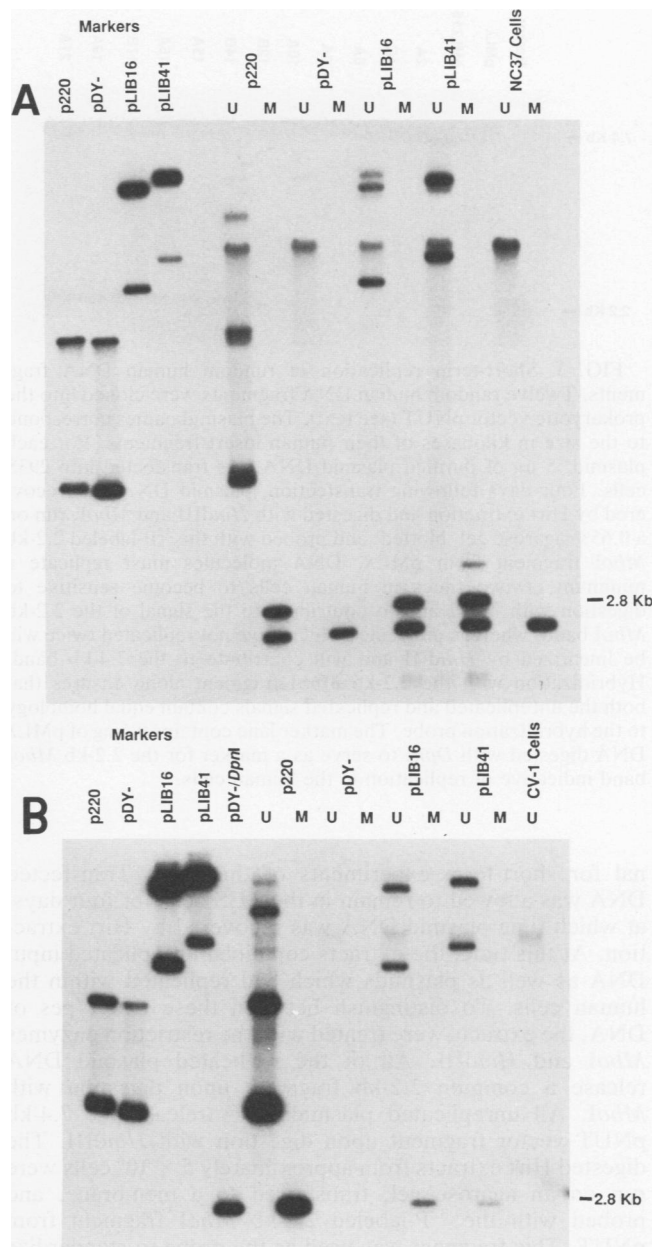 Markers
p220
pDY-
pLIB16
pLIB41
p220
pDY-
pLIB16
pLIB41
NC37 Cells
A
U M U M U M U M U
2.8 Kb
Markers
p220
pDY-
pLIB16
pLIB41
pDY-/DpnI
p220
pDY-
pLIB16
pLIB41
CV-1 Cells
B
U M U M U M U M U
2.8 Kb